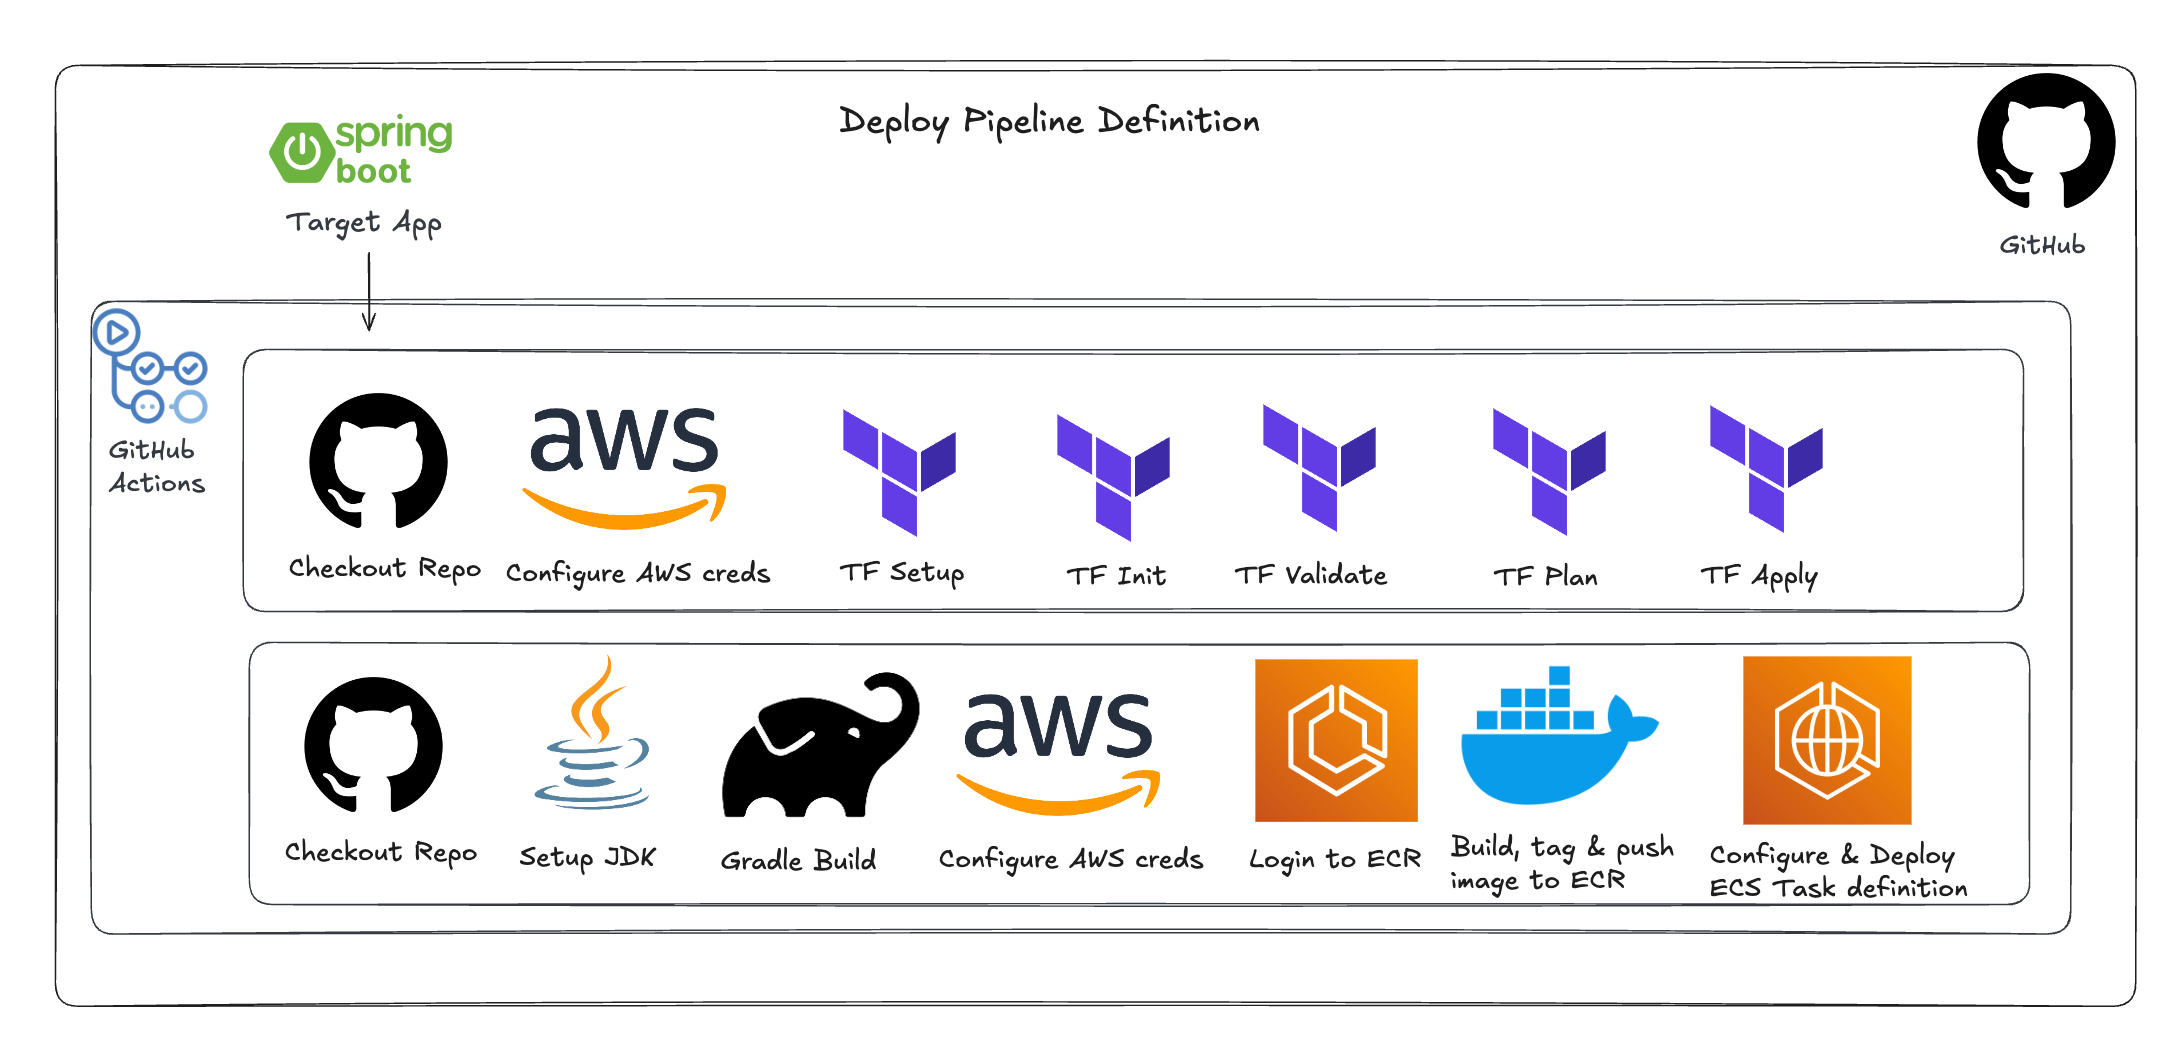 Deploy Pipeline Definition
spring
boot
Target App
GitHub
GitHub
Actions
aws
Checkout Repo
Configure AWS creds
TF Setup
TF Init
TF Validate
TF Plan
TF Apply
aws
Checkout Repo
Setup JDK
Gradle Build
Configure AWS creds
Login to ECR
Build, tag & push
image to ECR
Configure & Deploy
ECS Task definition